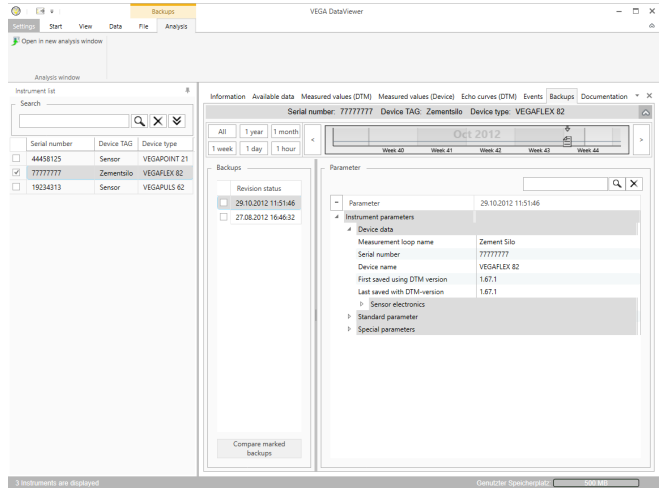 Backups
VEGA DataViewer
Settings Start View Data File Analysis
Open in new analysis window
Analysis window
Instrument list
Search
Serial number Device TAG Device type
44458125 Sensor VEGAPOINT 21
77777777 Zementsilo VEGAFLEX 82
19234313 Sensor VEGAPULS 62
Information Available data Measured values (DTM) Measured values (Device) Echo curves (DTM) Events Backups Documentation
Serial number: 77777777 Device TAG: Zementsilo Device type: VEGAFLEX 82
All 1 year 1 month
1 week 1 day 1 hour
Oct 2012
Week 40 Week 41 Week 42 Week 43 Week 44
Backups
Revision status
29.10.2012 11:51:46
27.08.2012 16:46:32
Compare marked
backups
Parameter
Parameter 29.10.2012 11:51:46
Instrument parameters
Device data
Measurement loop name Zement Silo
Serial number 77777777
Device name VEGAFLEX 82
First saved using DTM version 1.67.1
Last saved with DTM-version 1.67.1
Sensor electronics
Standard parameter
Special parameters
3 Instruments are displayed
Genutzter Speicherplatz: 500 MB